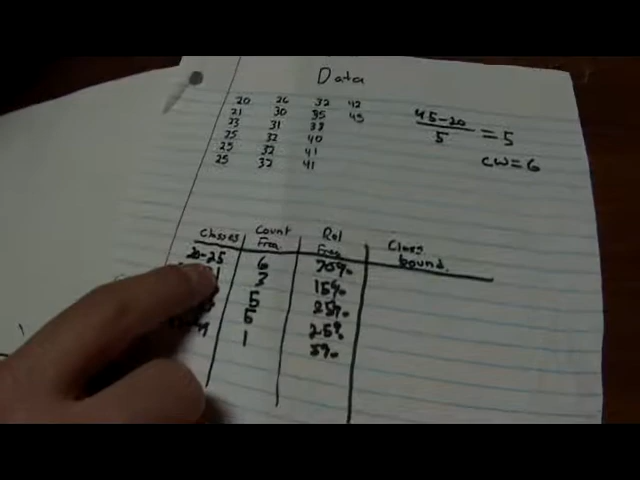 Data
20 26 32 42
21 30 35 45
23 31 38
25 32 40
25 32 41
25 32 41
45-20
5
=5
CW=6
Classes Count Freq. Rel Freq. Class bound.
20-25 6
3 15%
5 25%
5 25%
1 5%